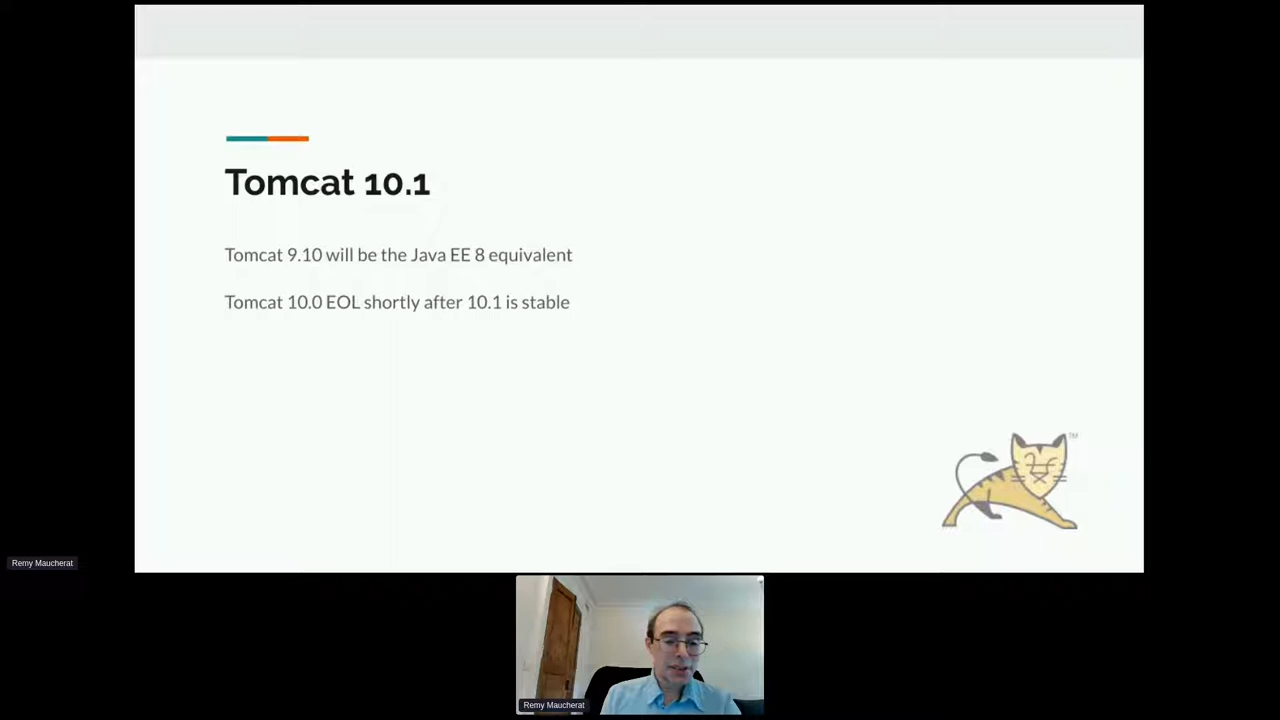 Tomcat 10.1
Tomcat 9.10 will be the Java EE 8 equivalent
Tomcat 10.0 EOL shortly after 10.1 is stable
TM
Remy Maucherat
Remy Maucherat